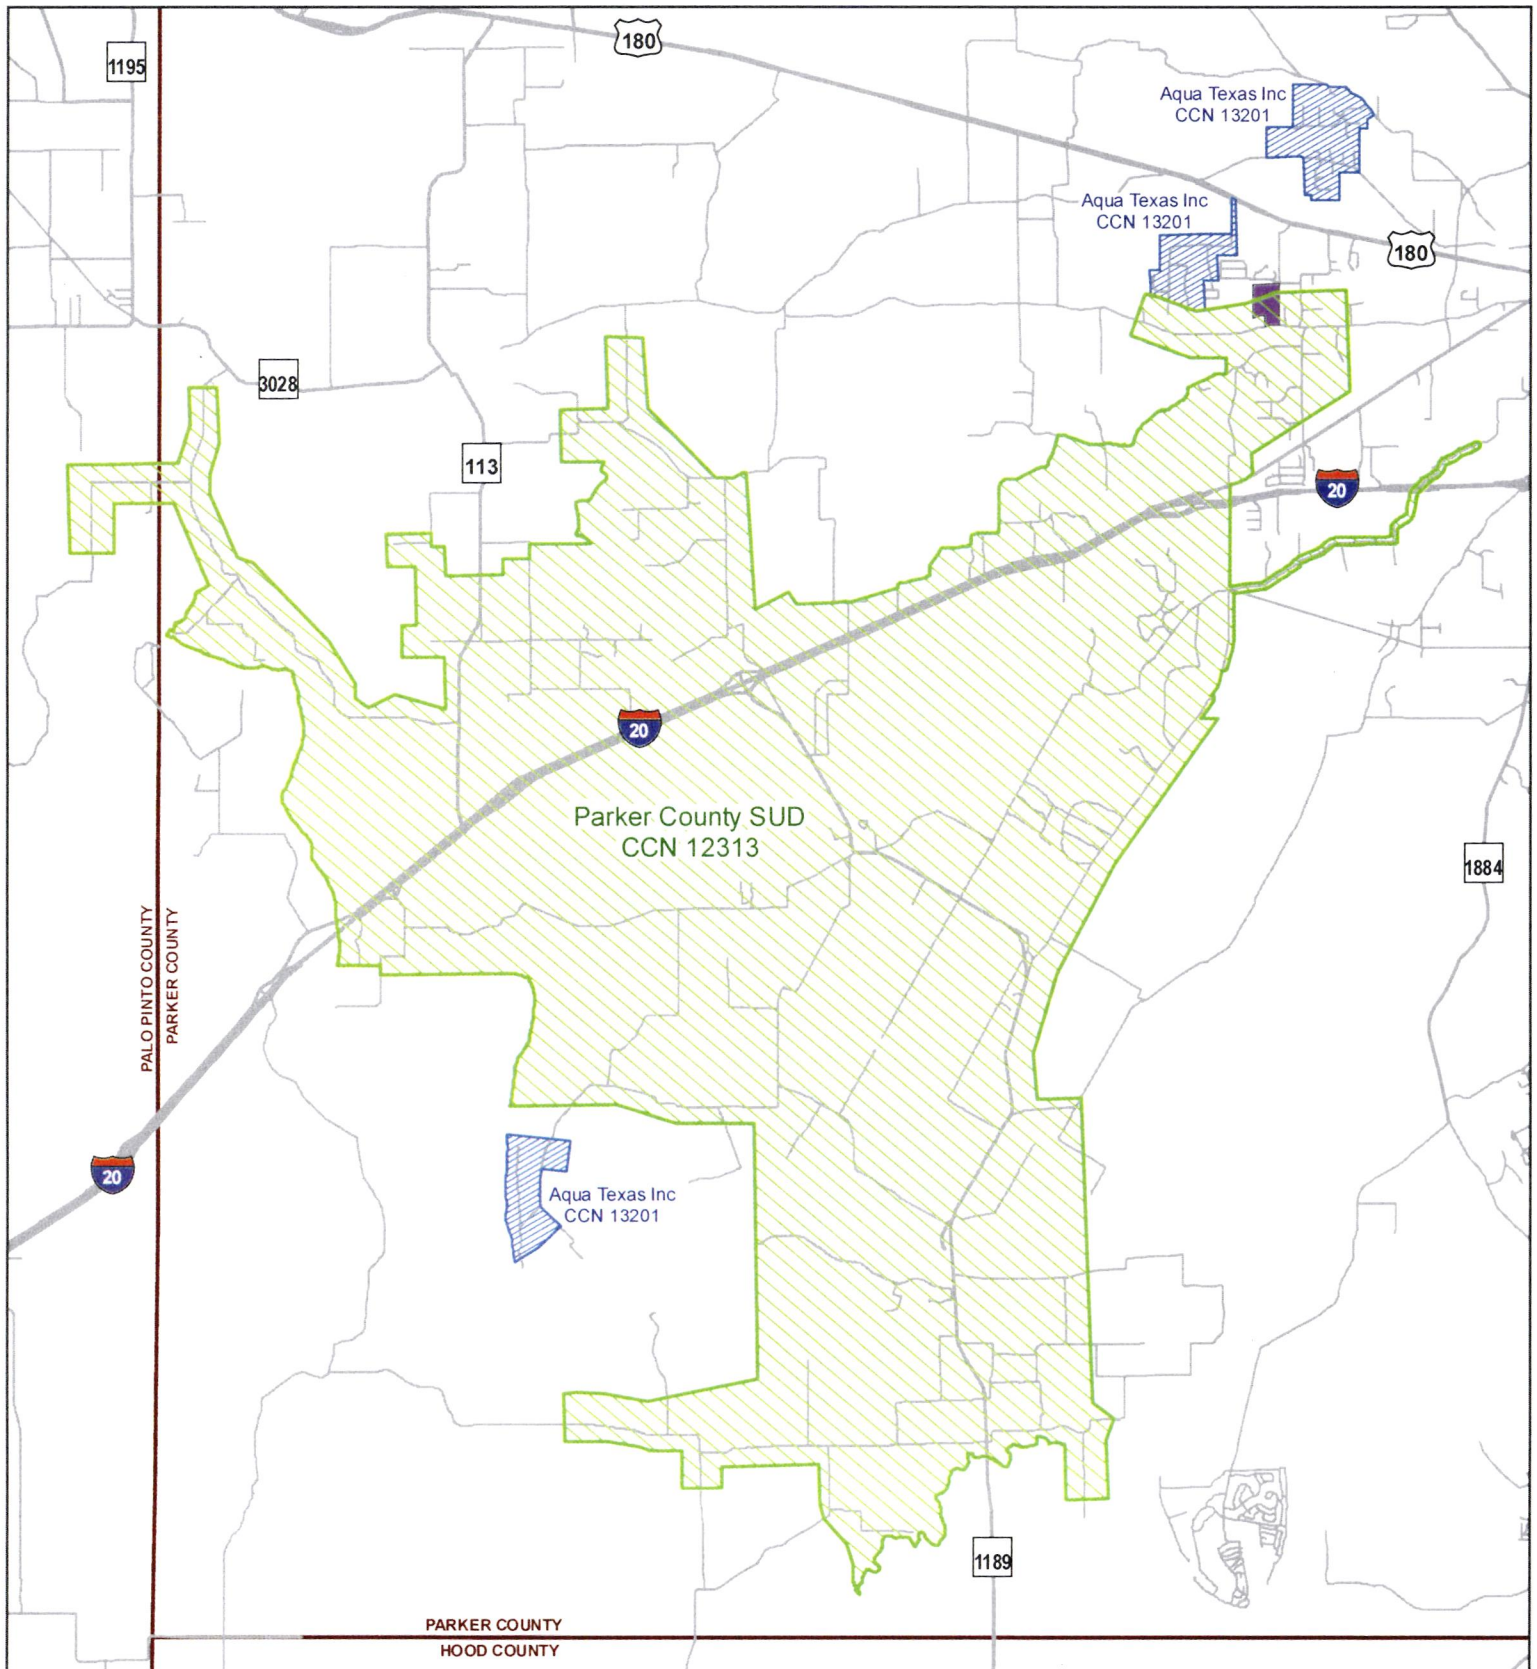 180
1195
Aqua Texas Inc
CCN 13201
Aqua Texas Inc
CCN 13201
180
3028
113
20
20
Parker County SUD
CCN 12313
1884
PALO PINTO COUNTY
PARKER COUNTY
20
Aqua Texas Inc
CCN 13201
1189
PARKER COUNTY
HOOD COUNTY